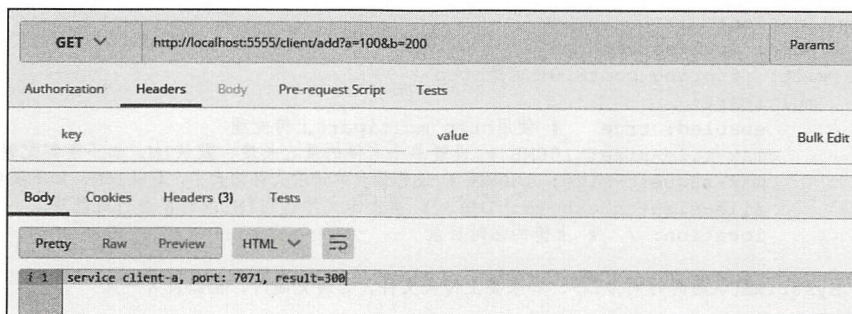 GET http://localhost:5555/client/add?a=100&b=200 Params
Authorization Headers Body Pre-request Script Tests
key value Bulk Edit
Body Cookies Headers (3) Tests
Pretty Raw Preview HTML
i 1 service client-a, port: 7071, result=300